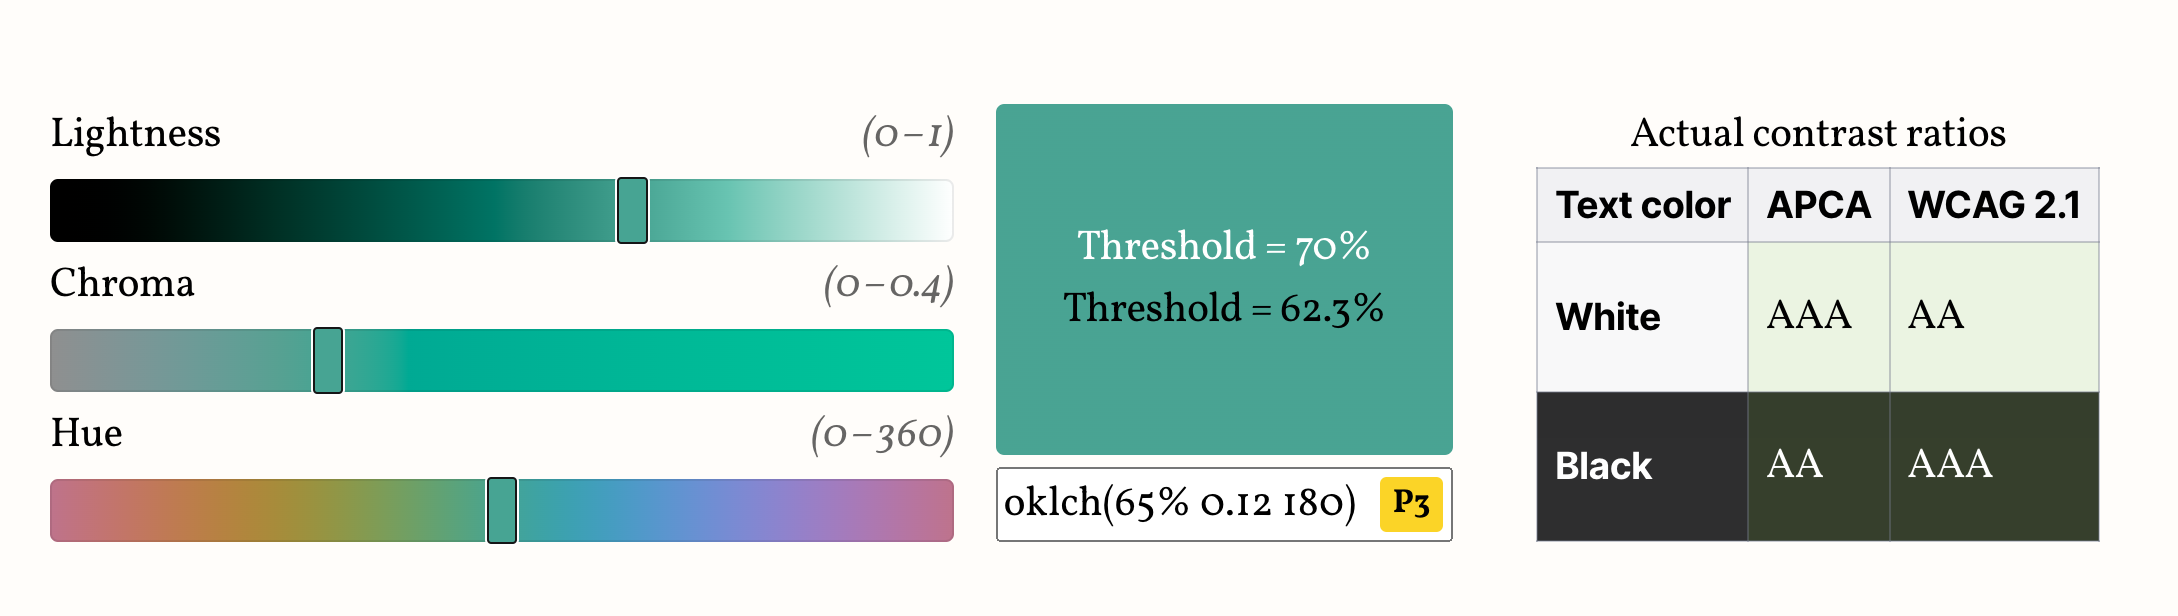 Lightness (0–1)
Chroma (0–0.4)
Hue (0–360)
Threshold = 70%
Threshold = 62.3%
oklch(65% 0.12 180) P3
Actual contrast ratios
Text color APCA WCAG 2.1
White AAA AA
Black AA AAA